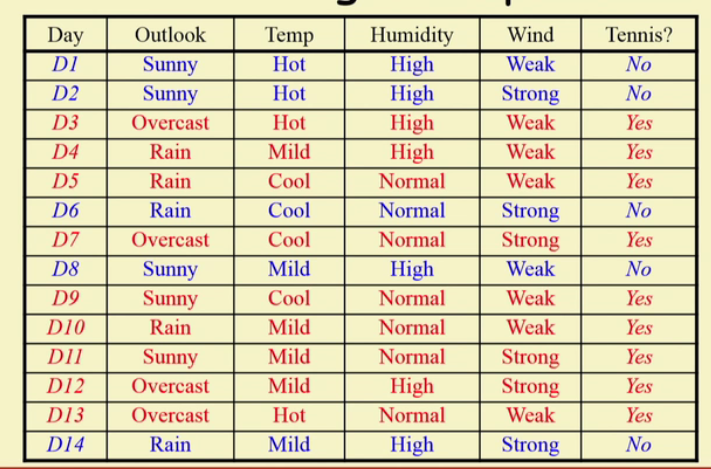 Day Outlook Temp Humidity Wind Tennis?
D1 Sunny Hot High Weak No
D2 Sunny Hot High Strong No
D3 Overcast Hot High Weak Yes
D4 Rain Mild High Weak Yes
D5 Rain Cool Normal Weak Yes
D6 Rain Cool Normal Strong No
D7 Overcast Cool Normal Strong Yes
D8 Sunny Mild High Weak No
D9 Sunny Cool Normal Weak Yes
D10 Rain Mild Normal Weak Yes
D11 Sunny Mild Normal Strong Yes
D12 Overcast Mild High Strong Yes
D13 Overcast Hot Normal Weak Yes
D14 Rain Mild High Strong No